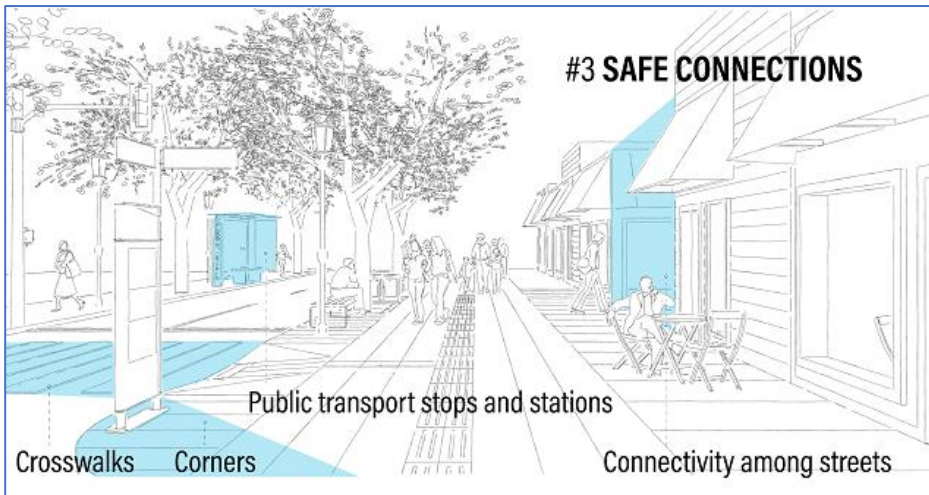 #3 SAFE CONNECTIONS
Public transport stops and stations
Crosswalks
Corners
Connectivity among streets